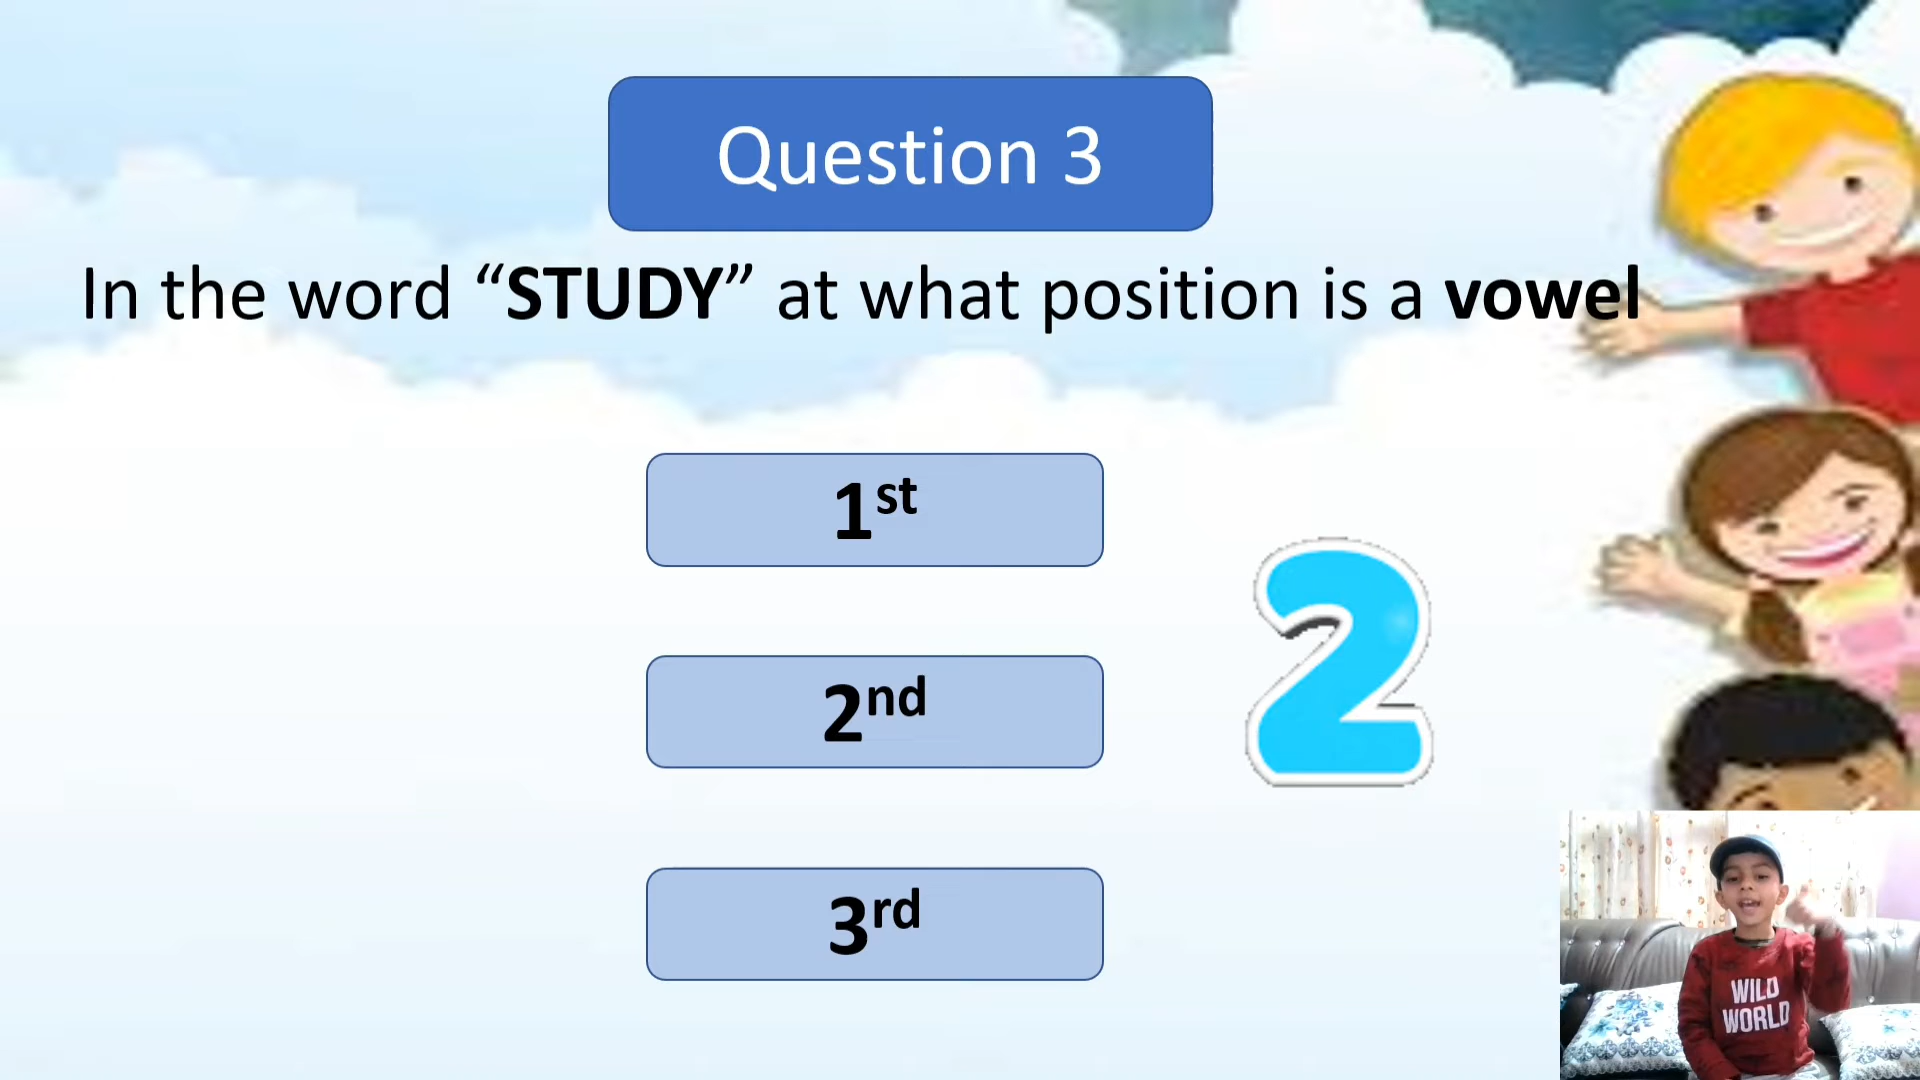 Question 3
In the word “STUDY” at what position is a vowel
1st
2nd
2
3rd
WILD
WORLD